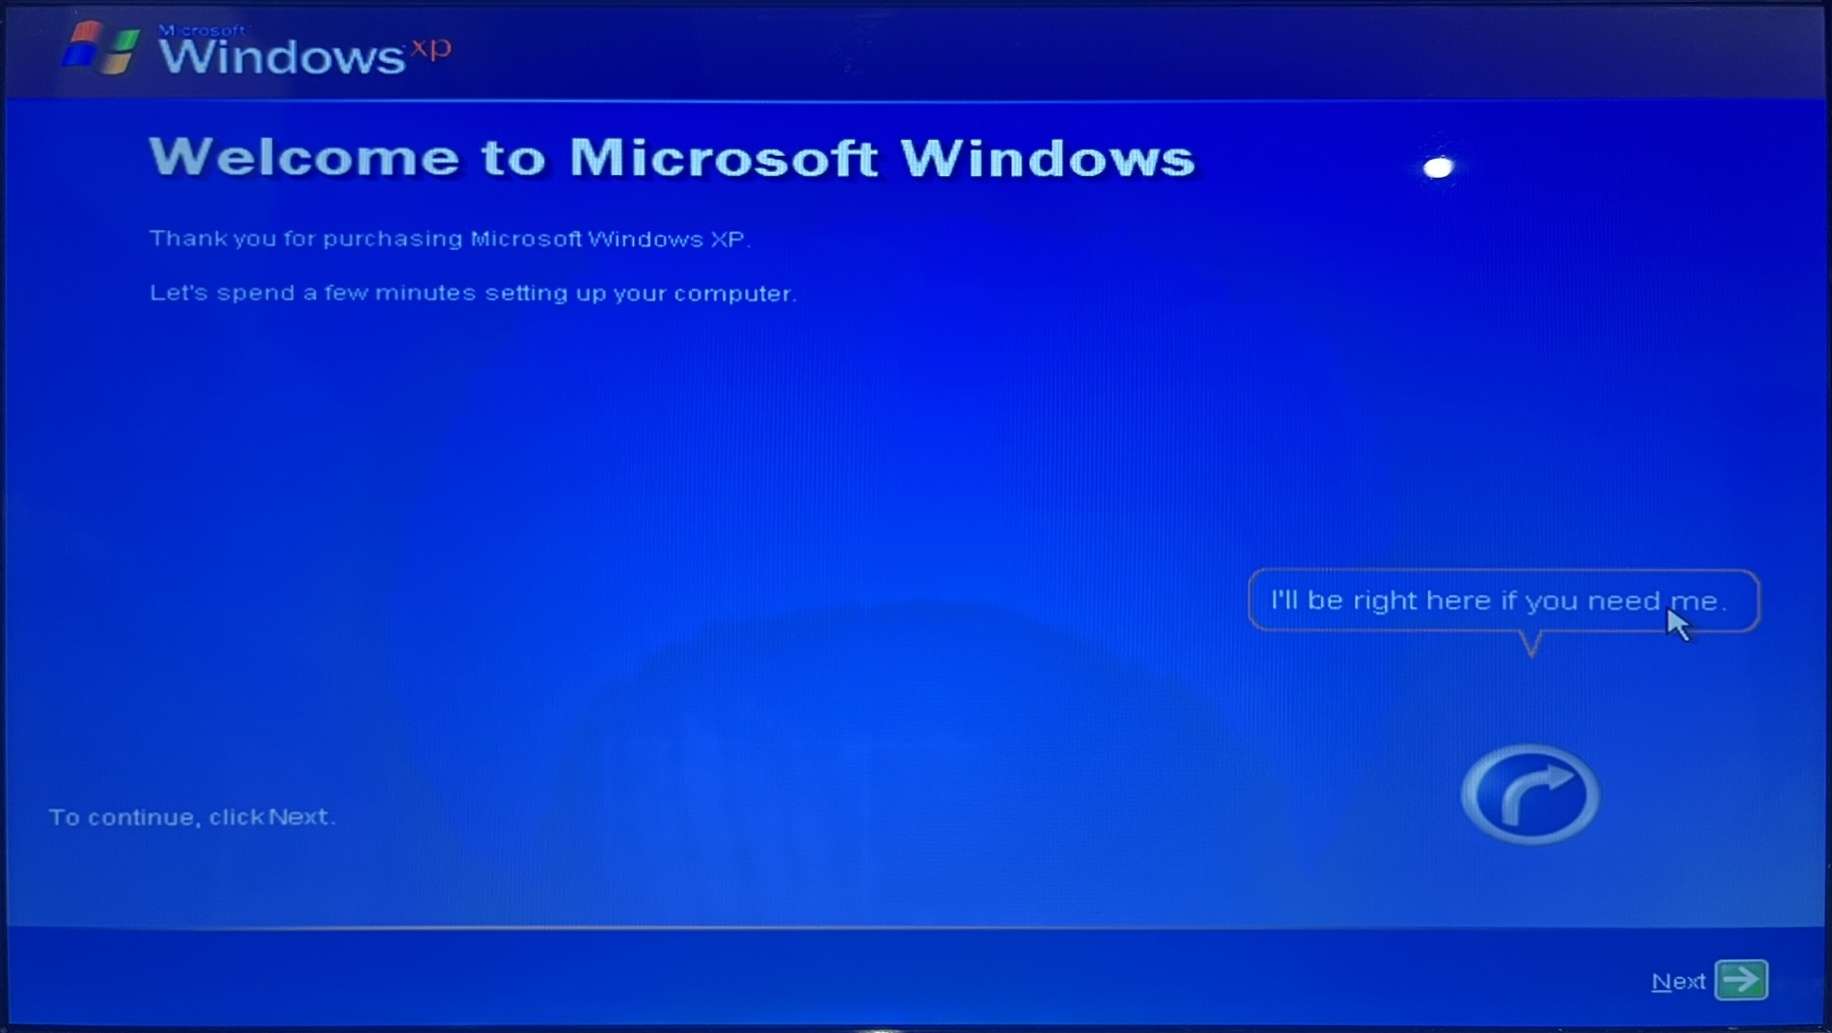 Microsoft
Windows xp
Welcome to Microsoft Windows
Thank you for purchasing Microsoft Windows XP.
Let's spend a few minutes setting up your computer.
I'll be right here if you need me.
To continue, click Next.
Next